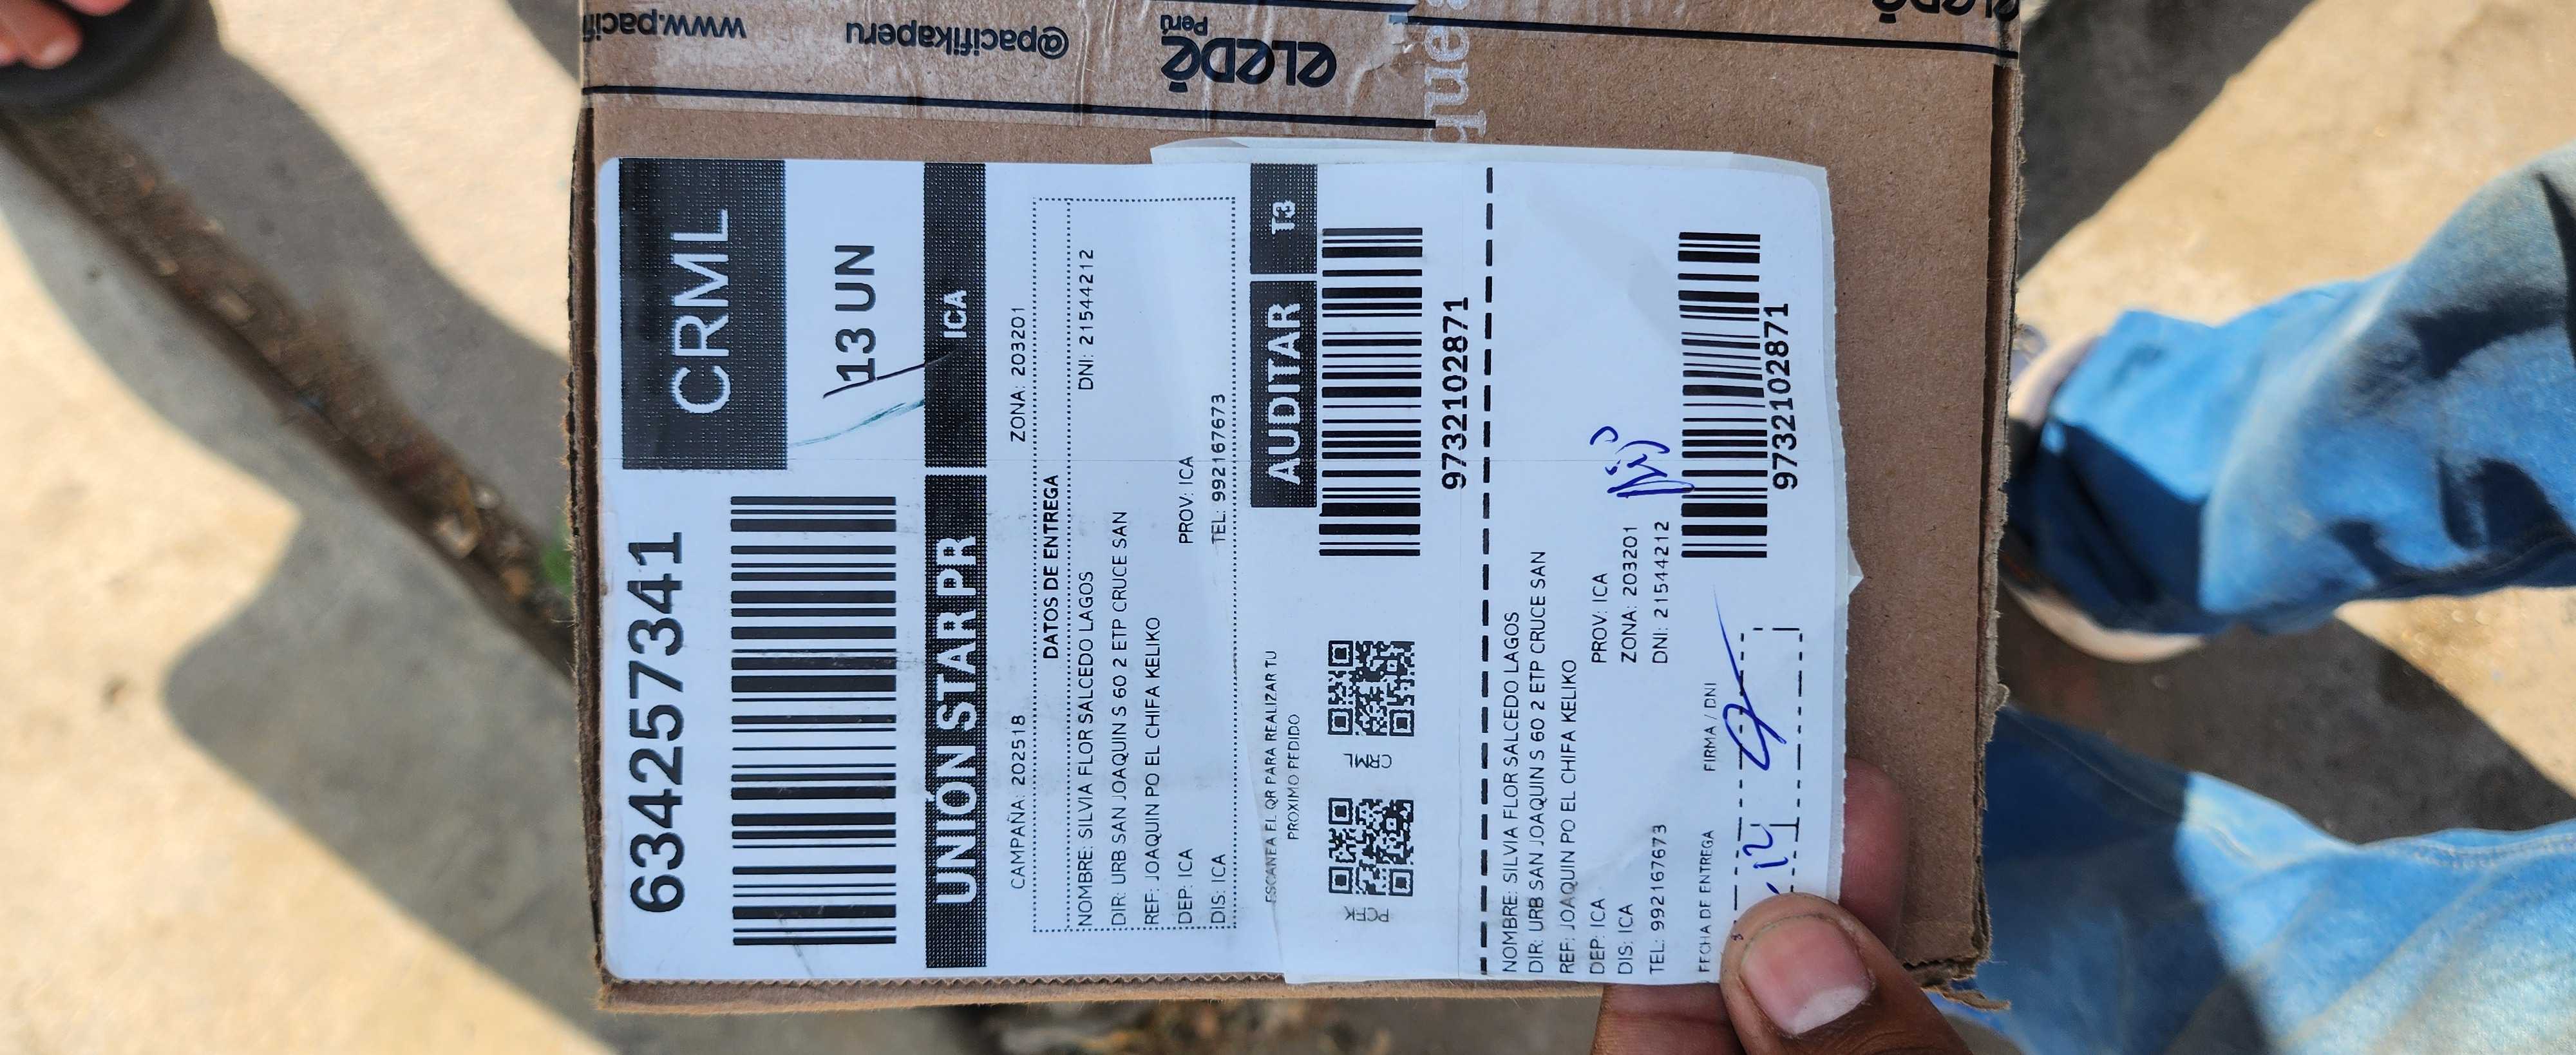 www.pacifi
@pacifikaperu
eledé
Perú
6342257341
CRML
13 UN
UNIÓN STAR PR
ICA
CAMPAÑA: 202518
ZONA: 203201
DATOS DE ENTREGA
NOMBRE: SILVIA FLOR SALCEDO LAGOS
DNI: 21544212
DIR: URB SAN JOAQUIN S 60 2 ETP CRUCE SAN
REF: JOAQUIN PO EL CHIFA KELIKO
DEP: ICA
PROV: ICA
DIS: ICA
TEL: 992167673
ESCANEA EL QR PARA REALIZAR TU
PROXIMO PEDIDO
AUDITAR
T3
PCFK
CRML
9732102871
NOMBRE: SILVIA FLOR SALCEDO LAGOS
DIR: URB SAN JOAQUIN S 60 2 ETP CRUCE SAN
REF: JOAQUIN PO EL CHIFA KELIKO
DEP: ICA
PROV: ICA
DIS: ICA
ZONA: 203201
TEL: 992167673
DNI: 21544212
FECHA DE ENTREGA
FIRMA / DNI
9732102871